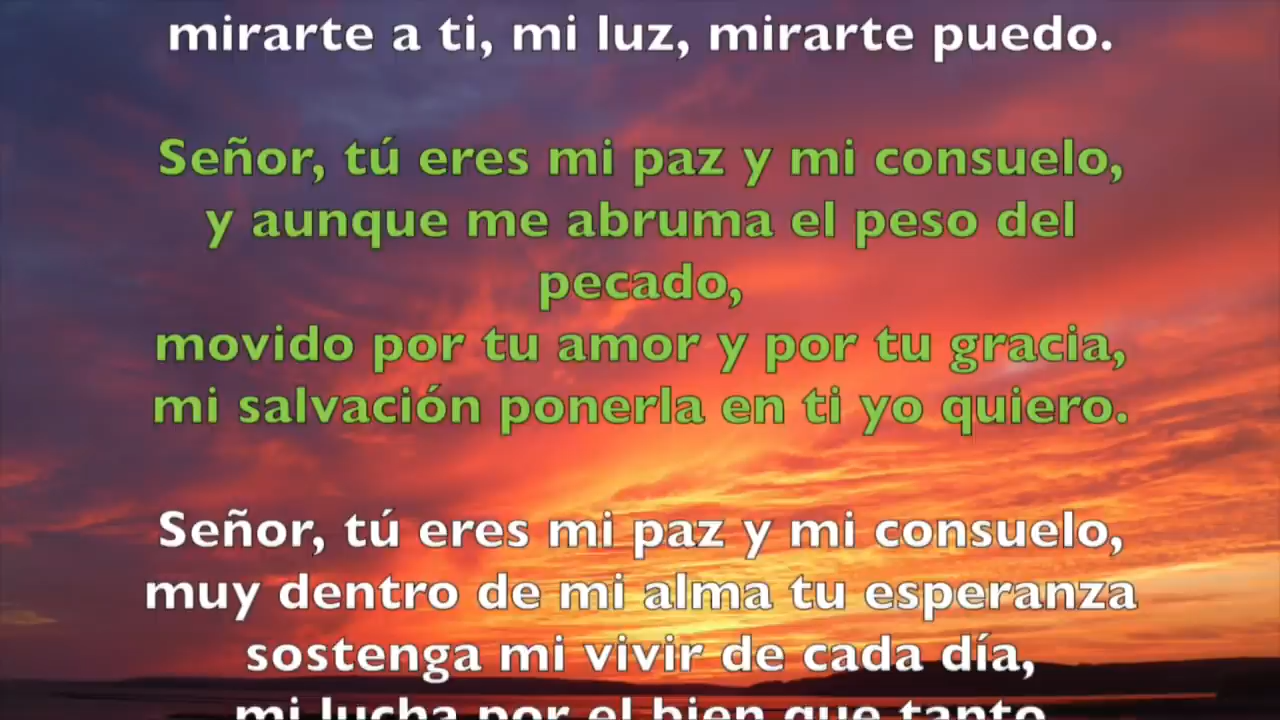 mirarte a ti, mi luz, mirarte puedo.
Señor, tú eres mi paz y mi consuelo,
y aunque me abruma el peso del
pecado,
movido por tu amor y por tu gracia,
mi salvación ponerla en ti yo quiero.
Señor, tú eres mi paz y mi consuelo,
muy dentro de mi alma tu esperanza
sostenga mi vivir de cada día,
mi lucha por el bien que tanto